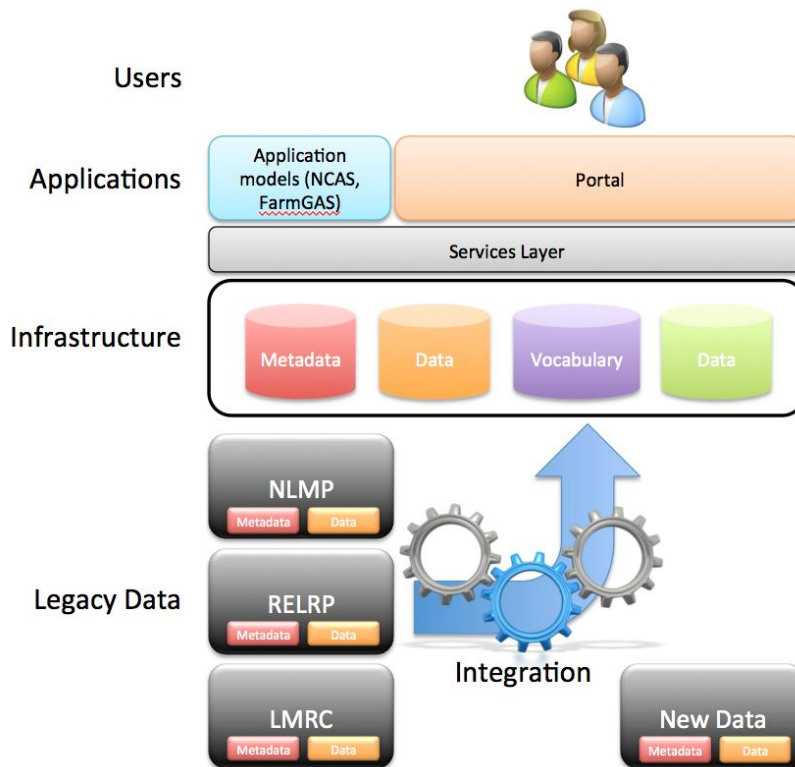 Users
Applications
Application
models (NCAS,
FarmGAS)
Portal
Services Layer
Infrastructure
Metadata
Data
Vocabulary
Data
Legacy Data
NLMP
Metadata
Data
RELRP
Metadata
Data
LMRC
Metadata
Data
Integration
New Data
Metadata
Data